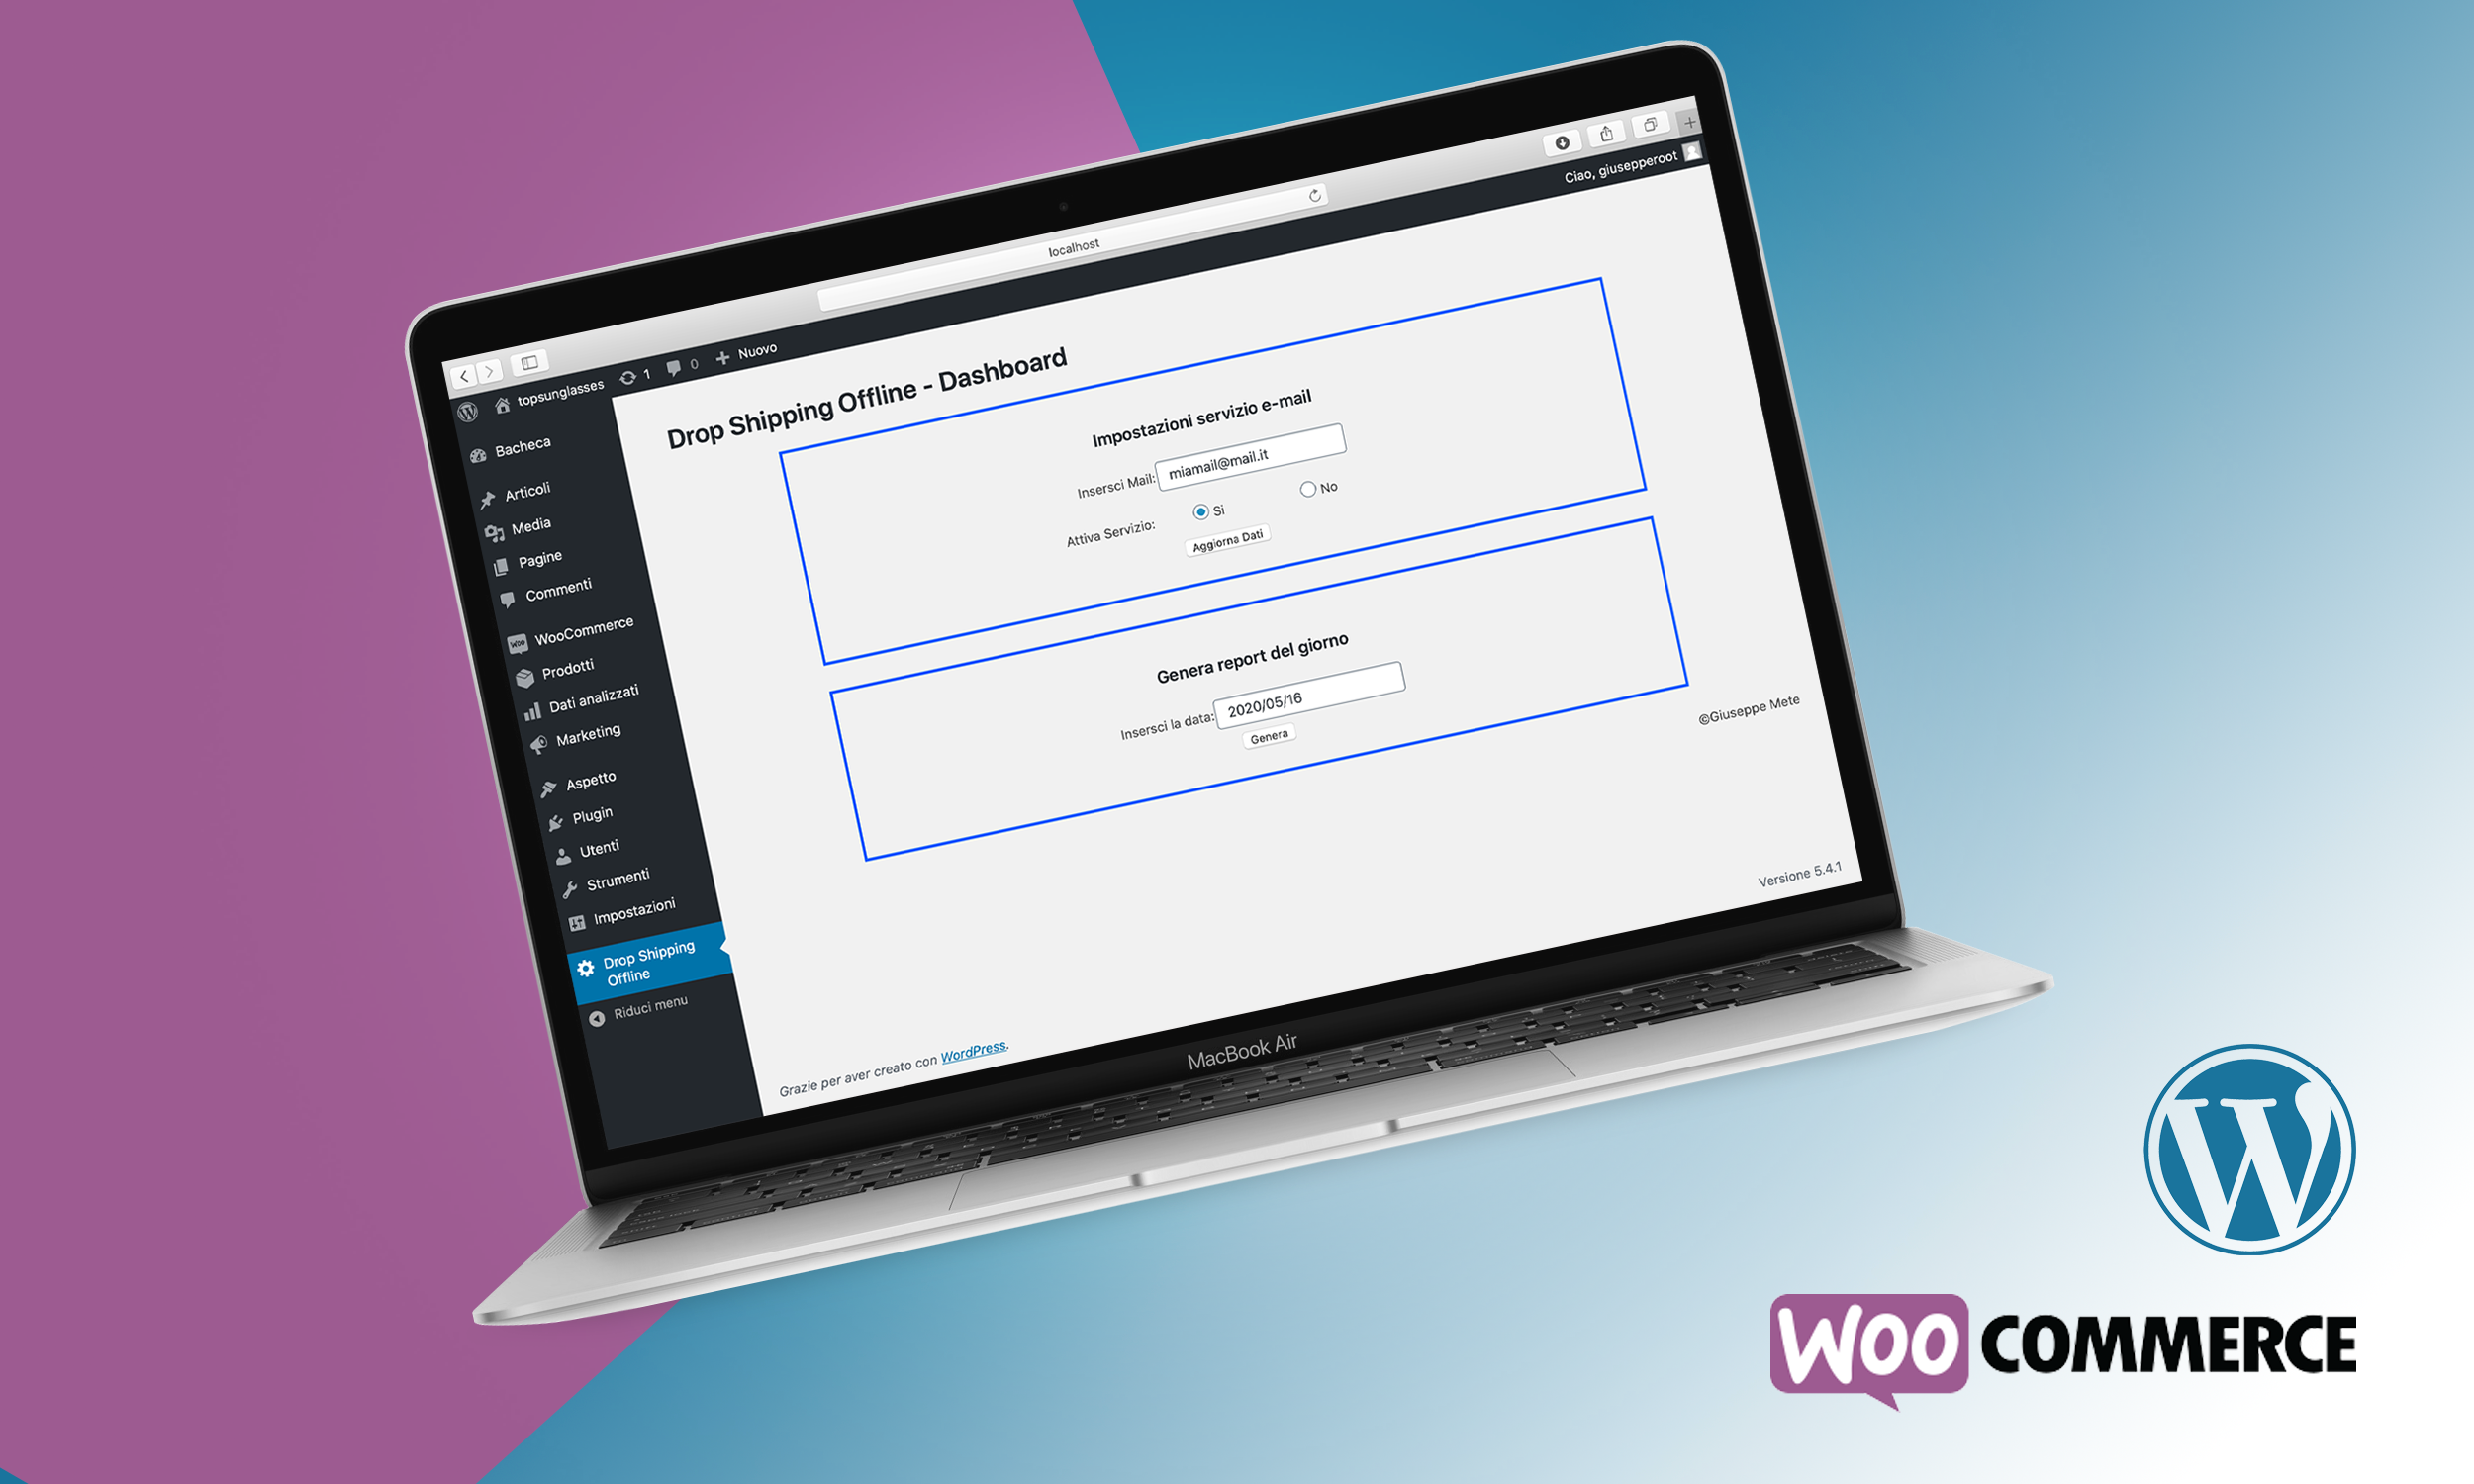 localhost
Ciao, giusepperoot
topsunglasses 1 0 Nuovo
Bacheca
Articoli
Media
Pagine
Commenti
WooCommerce
Prodotti
Dati analizzati
Marketing
Aspetto
Plugin
Utenti
Strumenti
Impostazioni
Drop Shipping
Offline
Riduci menu
Drop Shipping Offline - Dashboard
Impostazioni servizio e-mail
Insersci Mail: miamail@mail.it
Attiva Servizio: Si No
Aggiorna Dati
Genera report del giorno
Insersci la data: 2020/05/16
Genera
©Giuseppe Mete
Grazie per aver creato con WordPress.
Versione 5.4.1
MacBook Air
W
WOO COMMERCE